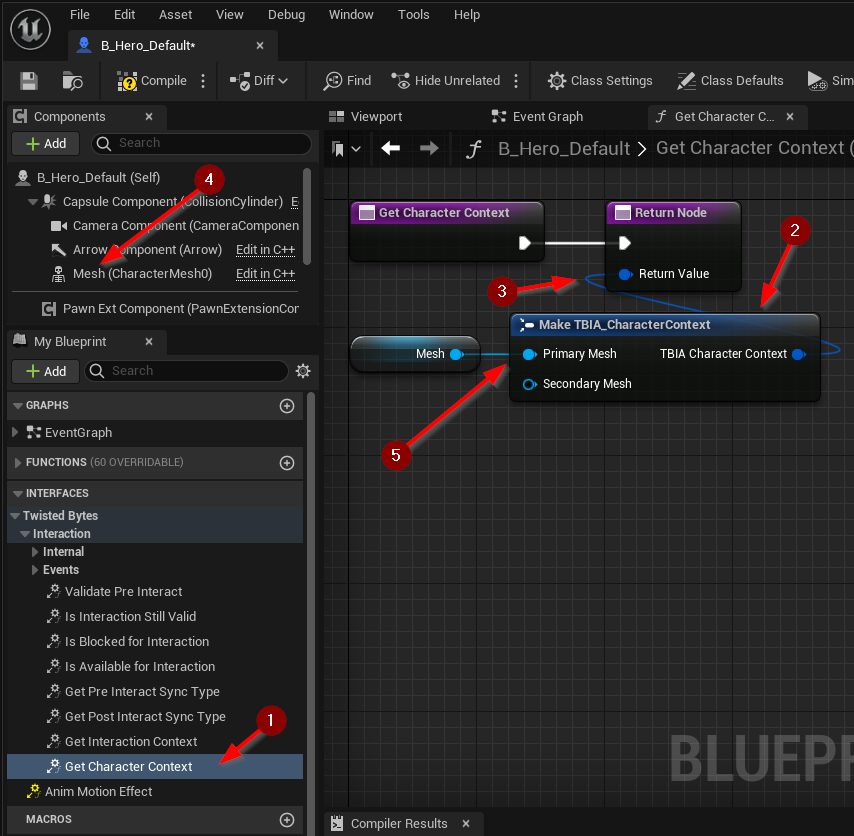 File Edit Asset View Debug Window Tools Help
B_Hero_Default*
Compile Diff Find Hide Unrelated Class Settings Class Defaults Sim
Components
Viewport Event Graph Get Character C...
Add Search
B_Hero_Default > Get Character Context (
B_Hero_Default (Self)
4
Capsule Component (CollisionCylinder) E
Camera Component (CameraComponen
Arrow Component (Arrow) Edit in C++
Mesh (CharacterMesh0) Edit in C++
Pawn Ext Component (PawnExtensionCor
My Blueprint
Add Search
GRAPHS
EventGraph
FUNCTIONS (60 OVERRIDABLE)
INTERFACES
Twisted Bytes
Interaction
Internal
Events
Validate Pre Interact
Is Interaction Still Valid
Is Blocked for Interaction
Is Available for Interaction
Get Pre Interact Sync Type
Get Post Interact Sync Type
1
Get Interaction Context
Get Character Context
Anim Motion Effect
MACROS
Get Character Context
Return Node
2
Return Value
3
Make TBIA_CharacterContext
Mesh
Primary Mesh TBIA Character Context
Secondary Mesh
5
BLUEPR
Compiler Results